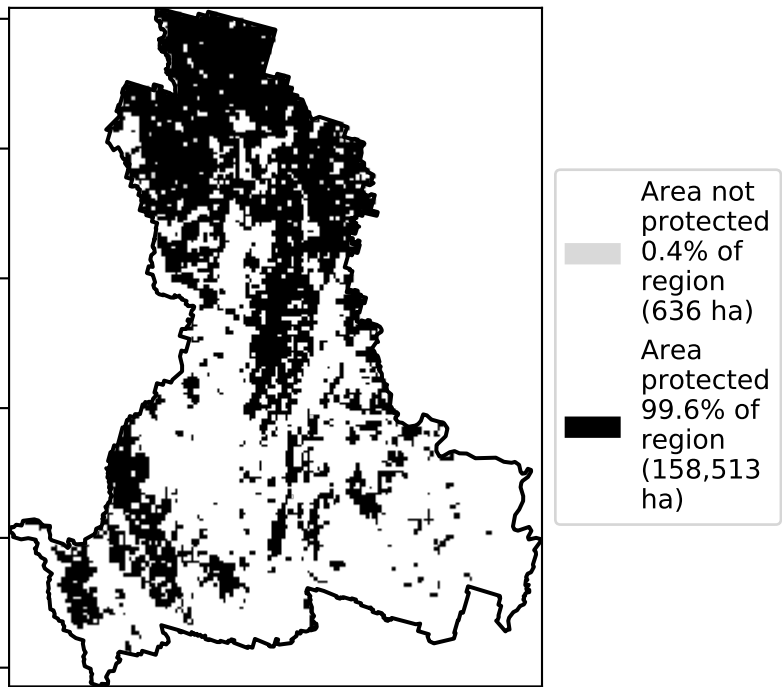 Area not
protected
0.4% of
region
(636 ha)
Area
protected
99.6% of
region
(158,513
ha)